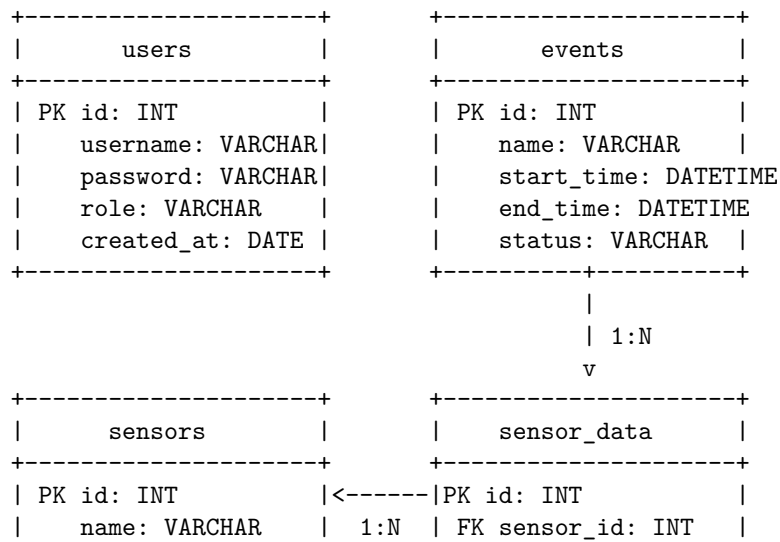 +---------------------+       +---------------------+
|       users         |       |       events        |
+---------------------+       +---------------------+
| PK id: INT          |       | PK id: INT          |
|    username: VARCHAR|       |    name: VARCHAR    |
|    password: VARCHAR|       |    start_time: DATETIME
|    role: VARCHAR    |       |    end_time: DATETIME
|    created_at: DATE |       |    status: VARCHAR  |
+---------------------+       +----------+----------+
                                         |
                                         | 1:N
                                         v
+---------------------+       +---------------------+
|      sensors        |       |    sensor_data      |
+---------------------+       +---------------------+
| PK id: INT          |<------|PK id: INT           |
|    name: VARCHAR    |  1:N  | FK sensor_id: INT   |